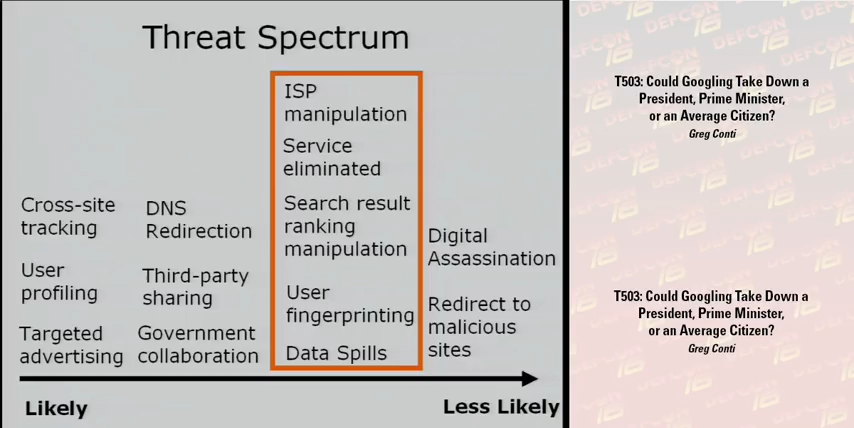 Threat Spectrum
Cross-site
tracking
User
profiling
Targeted
advertising
DNS
Redirection
Third-party
sharing
Government
collaboration
ISP
manipulation
Service
eliminated
Search result
ranking
manipulation
User
fingerprinting
Data Spills
Digital
Assassination
Redirect to
malicious
sites
Likely
Less Likely
T503: Could Googling Take Down a
President, Prime Minister,
or an Average Citizen?
Greg Conti
T503: Could Googling Take Down a
President, Prime Minister,
or an Average Citizen?
Greg Conti
DEFCON
16